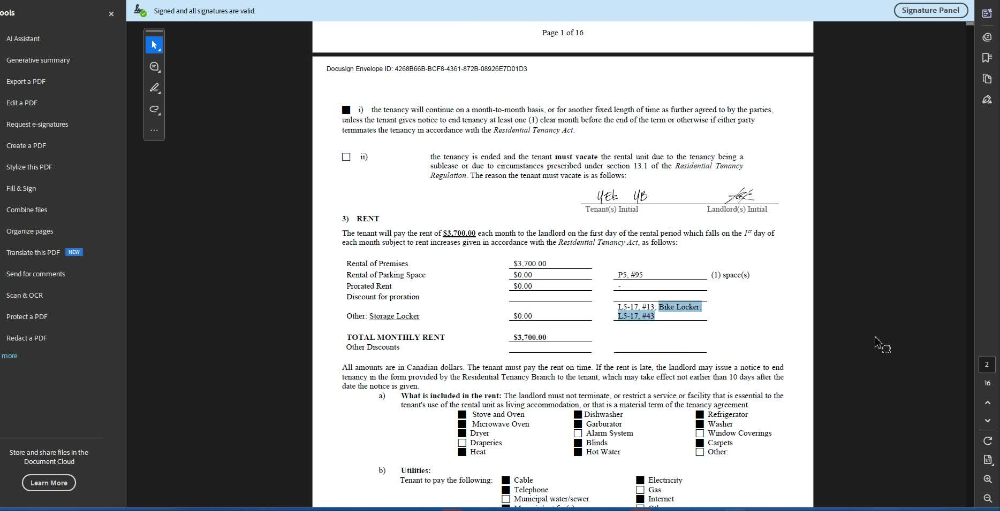 ools
AI Assistant
Generative summary
Export a PDF
Edit a PDF
Request e-signatures
Create a PDF
Stylize this PDF
Fill & Sign
Combine files
Organize pages
Translate this PDF NEW
Send for comments
Scan & OCR
Protect a PDF
Redact a PDF
more
Store and share files in the
Document Cloud
Learn More
Signed and all signatures are valid.
Signature Panel
Page 1 of 16
Docusign Envelope ID: 4268B66B-BCF8-4361-872B-08926E7D01D3
i) the tenancy will continue on a month-to-month basis, or for another fixed length of time as further agreed to by the parties,
unless the tenant gives notice to end tenancy at least one (1) clear month before the end of the term or otherwise if either party
terminates the tenancy in accordance with the Residential Tenancy Act.
ii) the tenancy is ended and the tenant must vacate the rental unit due to the tenancy being a
sublease or due to circumstances prescribed under section 13.1 of the Residential Tenancy
Regulation. The reason the tenant must vacate is as follows:
YEk YB
Tenant(s) Initial Landlord(s) Initial
3) RENT
The tenant will pay the rent of $3,700.00 each month to the landlord on the first day of the rental period which falls on the 1st day of
each month subject to rent increases given in accordance with the Residential Tenancy Act, as follows:
Rental of Premises $3,700.00
Rental of Parking Space $0.00 P5, #95 (1) space(s)
Prorated Rent $0.00 -
Discount for proration
L5-17, #13; Bike Locker:
Other: Storage Locker $0.00 L5-17, #43
TOTAL MONTHLY RENT $3,700.00
Other Discounts
All amounts are in Canadian dollars. The tenant must pay the rent on time. If the rent is late, the landlord may issue a notice to end
tenancy in the form provided by the Residential Tenancy Branch to the tenant, which may take effect not earlier than 10 days after the
date the notice is given.
a) What is included in the rent: The landlord must not terminate, or restrict a service or facility that is essential to the
tenant's use of the rental unit as living accommodation, or that is a material term of the tenancy agreement.
Stove and Oven Dishwasher Refrigerator
Microwave Oven Garburator Washer
Dryer Alarm System Window Coverings
Draperies Blinds Carpets
Heat Hot Water Other:
b) Utilities:
Tenant to pay the following: Cable Electricity
Telephone Gas
Municipal water/sewer Internet
2
16